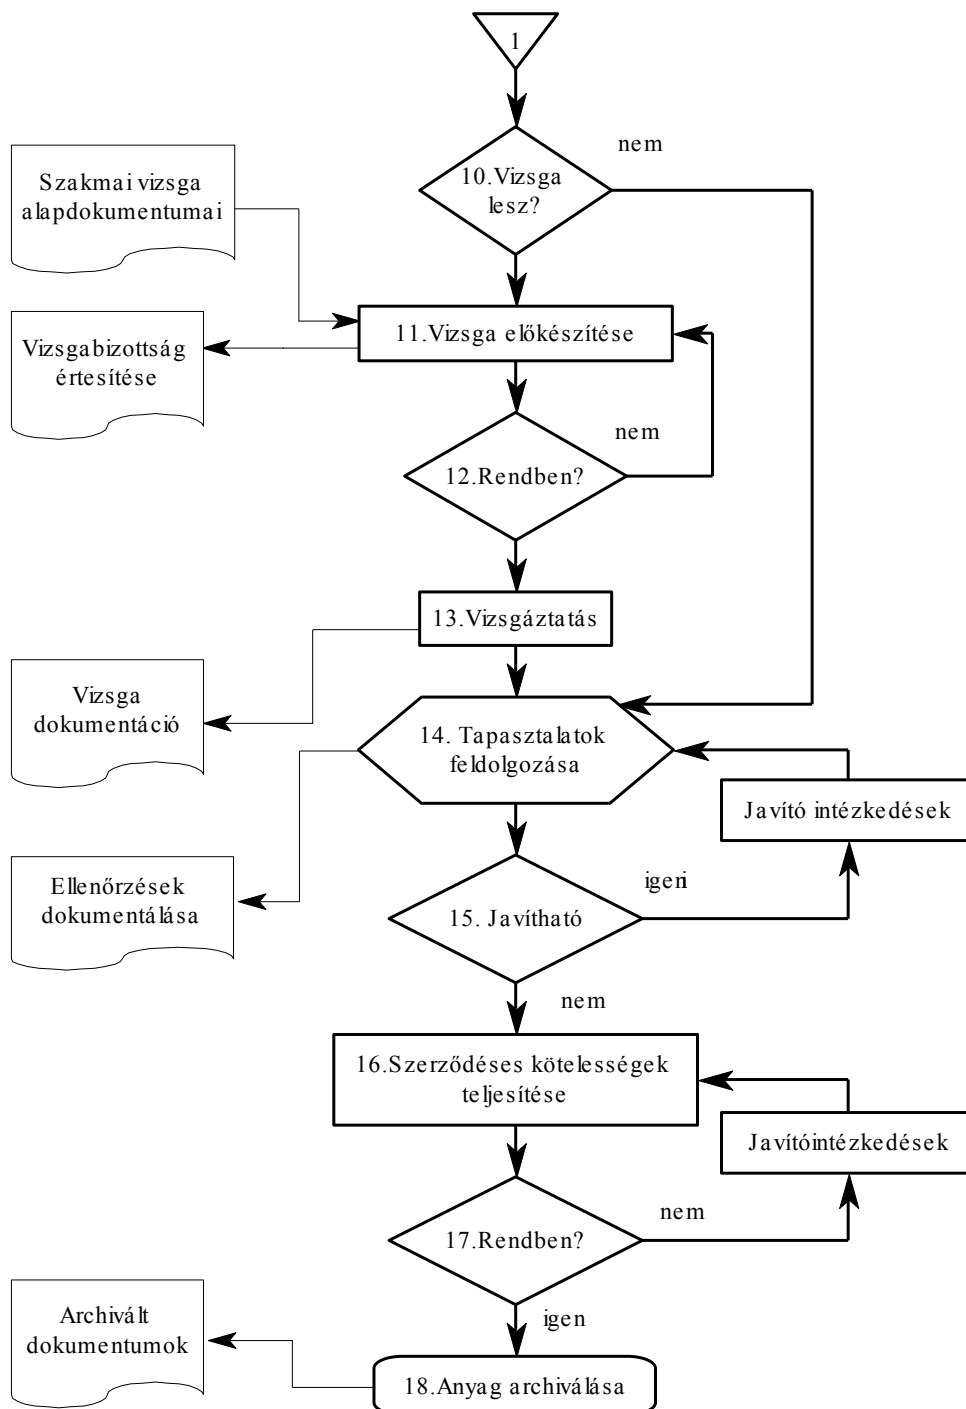 1
nem
10.Vizsga
lesz?
Szakmai vizsga
alapdokumentumai
11.Vizsga előkészítése
Vizsgabizottság
értesítése
nem
12.Rendben?
13.Vizsgáztatás
Vizsga
dokumentáció
14. Tapasztalatok
feldolgozása
Javító intézkedések
Ellenőrzések
dokumentálása
igen
15. Javítható
nem
16.Szerződéses kötelességek
teljesítése
Javítóintézkedések
nem
17.Rendben?
igen
Archivált
dokumentumok
18.Anyag archiválása